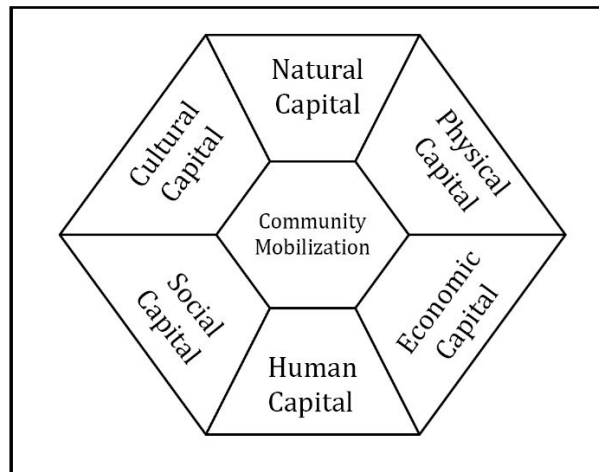 Natural
Capital
Cultural
Capital
Physical
Capital
Community
Mobilization
Social
Capital
Economic
Capital
Human
Capital